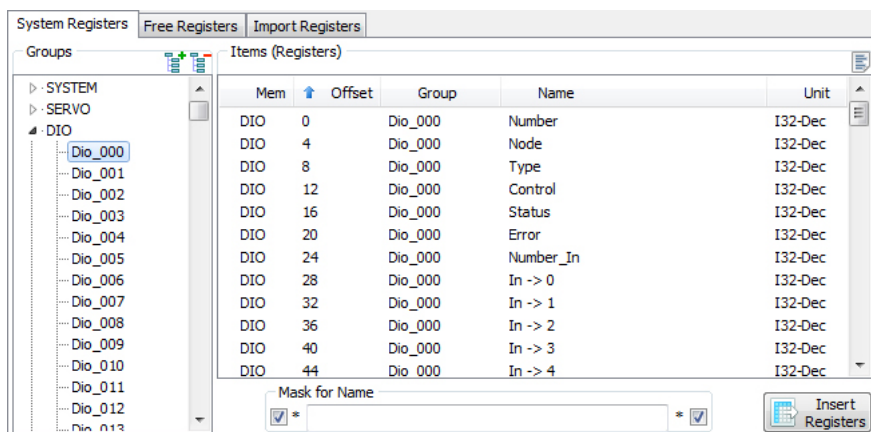 System Registers Free Registers Import Registers
Groups
SYSTEM
SERVO
DIO
Dio_000
Dio_001
Dio_002
Dio_003
Dio_004
Dio_005
Dio_006
Dio_007
Dio_008
Dio_009
Dio_010
Dio_011
Dio_012
Dio_013
Items (Registers)
Mem Offset Group Name Unit
DIO 0 Dio_000 Number I32-Dec
DIO 4 Dio_000 Node I32-Dec
DIO 8 Dio_000 Type I32-Dec
DIO 12 Dio_000 Control I32-Dec
DIO 16 Dio_000 Status I32-Dec
DIO 20 Dio_000 Error I32-Dec
DIO 24 Dio_000 Number_In I32-Dec
DIO 28 Dio_000 In -> 0 I32-Dec
DIO 32 Dio_000 In -> 1 I32-Dec
DIO 36 Dio_000 In -> 2 I32-Dec
DIO 40 Dio_000 In -> 3 I32-Dec
DIO 44 Dio_000 In -> 4 I32-Dec
Mask for Name
* *
Insert
Registers